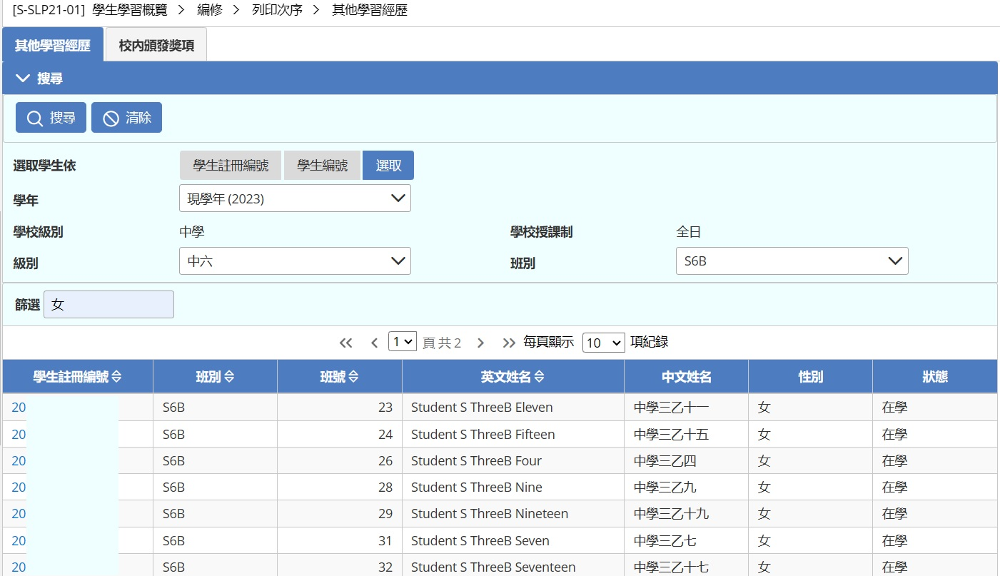 [S-SLP21-01] 學生學習概覽 > 編修 > 列印次序 > 其他學習經歷
其他學習經歷 校內頒發獎項
搜尋
搜尋 清除
選取學生依 學生註冊編號 學生編號 選取
學年 現學年 (2023)
學校級別 中學 學校授課制 全日
級別 中六 班別 S6B
篩選 女
1 頁共2 每頁顯示 10 項紀錄
學生註冊編號 班別 班號 英文姓名 中文姓名 性別 狀態
20 S6B 23 Student S ThreeB Eleven 中學三乙十一 女 在學
20 S6B 24 Student S ThreeB Fifteen 中學三乙十五 女 在學
20 S6B 26 Student S ThreeB Four 中學三乙四 女 在學
20 S6B 28 Student S ThreeB Nine 中學三乙九 女 在學
20 S6B 29 Student S ThreeB Nineteen 中學三乙十九 女 在學
20 S6B 31 Student S ThreeB Seven 中學三乙七 女 在學
20 S6B 32 Student S ThreeB Seventeen 中學三乙十七 女 在學